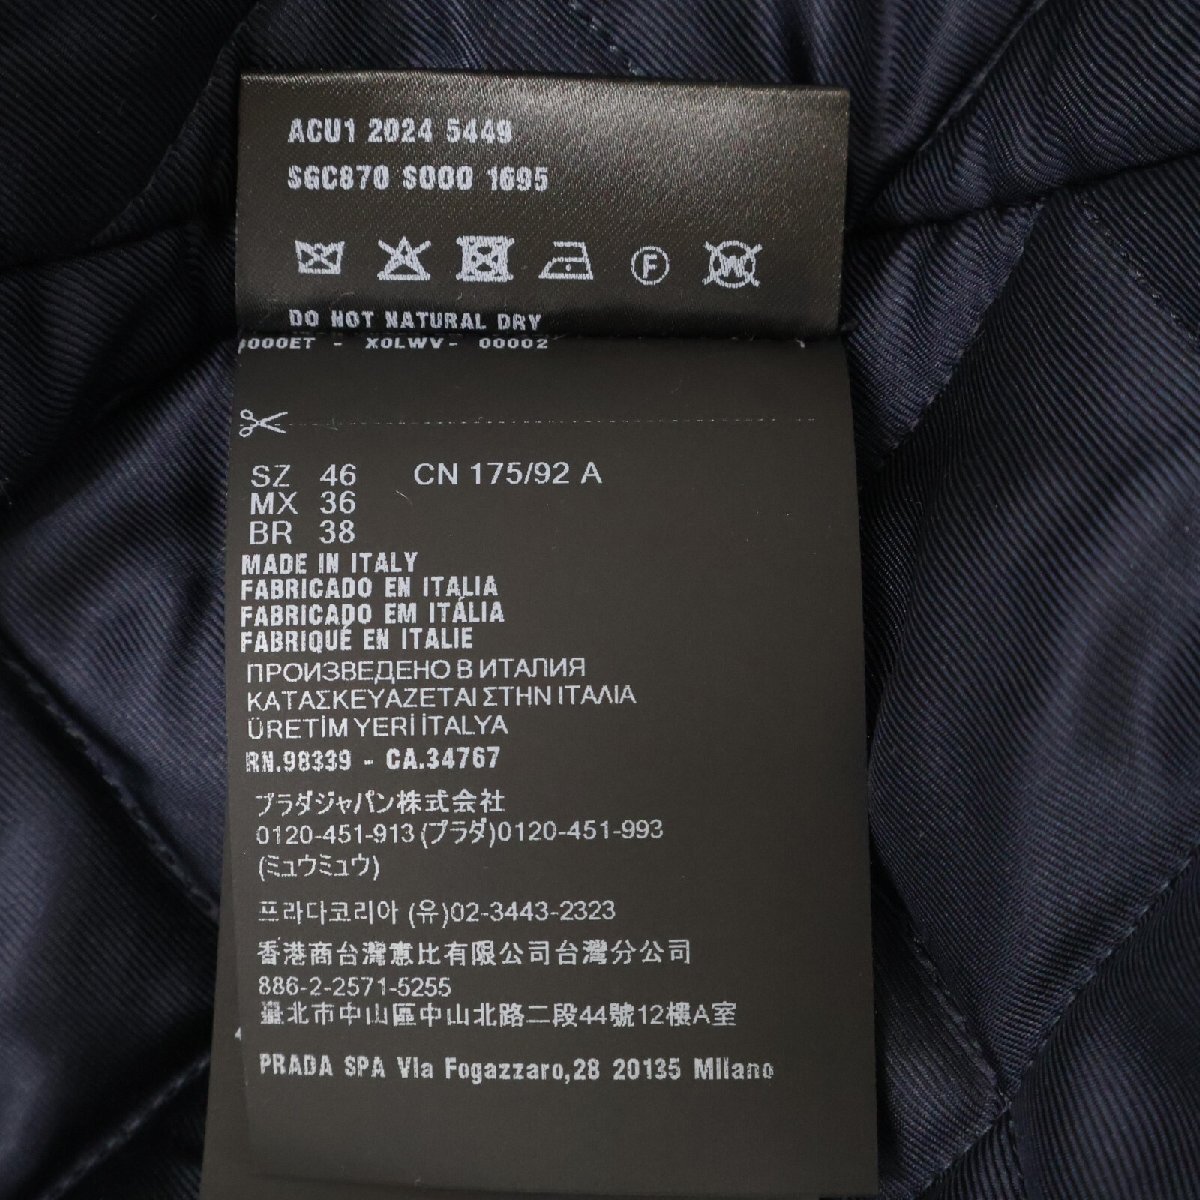 ACU1 2024 5449
SGC870 S000 1695
F
W
DO NOT NATURAL DRY
000ET - X0LWV - 00002
SZ 46 CN 175/92 A
MX 36
BR 38
MADE IN ITALY
FABRICADO EN ITALIA
FABRICADO EM ITÁLIA
FABRIQUÉ EN ITALIE
ПРОИЗВЕДЕНО В ИТАЛИЯ
ΚΑΤΑΣΚΕΥΑΖΕΤΑΙ ΣΤΗΝ ΙΤΑΛΙΑ
ÜRETİM YERİ İTALYA
RN.98339 - CA.34767
プラダジャパン株式会社
0120-451-913 (プラダ)0120-451-993
(ミュウミュウ)
프라다코리아 (유)02-3443-2323
香港商台灣惠比有限公司台灣分公司
886-2-2571-5255
臺北市中山區中山北路二段44號12樓A室
PRADA SPA Via Fogazzaro,28 20135 Milano